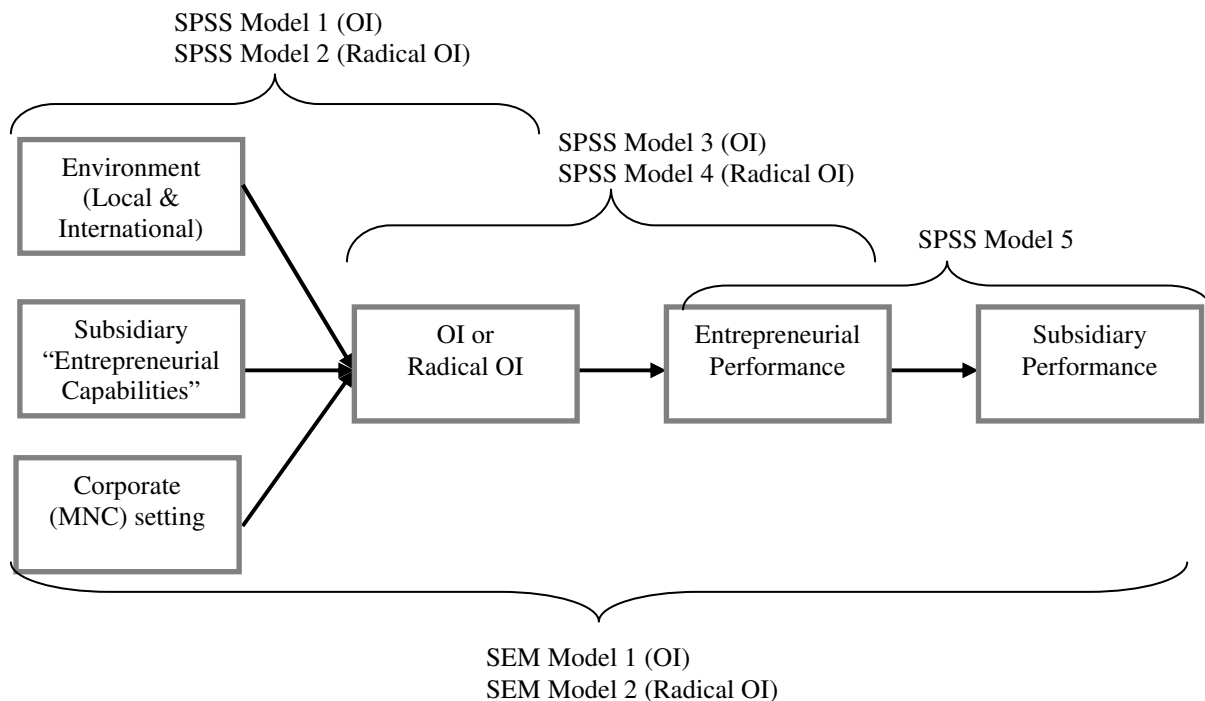 SPSS Model 1 (OI)
SPSS Model 2 (Radical OI)
SPSS Model 3 (OI)
SPSS Model 4 (Radical OI)
SPSS Model 5
Environment
(Local &
International)
Subsidiary
“Entrepreneurial
Capabilities”
Corporate
(MNC) setting
OI or
Radical OI
Entrepreneurial
Performance
Subsidiary
Performance
SEM Model 1 (OI)
SEM Model 2 (Radical OI)